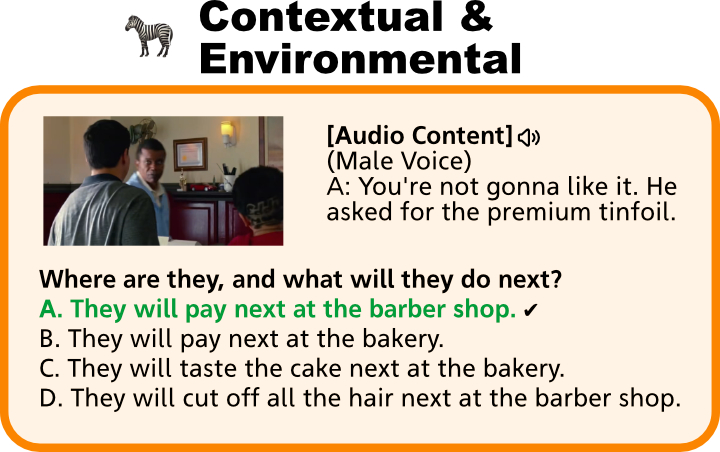 Contextual &
Environmental
[Audio Content]
(Male Voice)
A: You're not gonna like it. He
asked for the premium tinfoil.
Where are they, and what will they do next?
A. They will pay next at the barber shop. ✔
B. They will pay next at the bakery.
C. They will taste the cake next at the bakery.
D. They will cut off all the hair next at the barber shop.